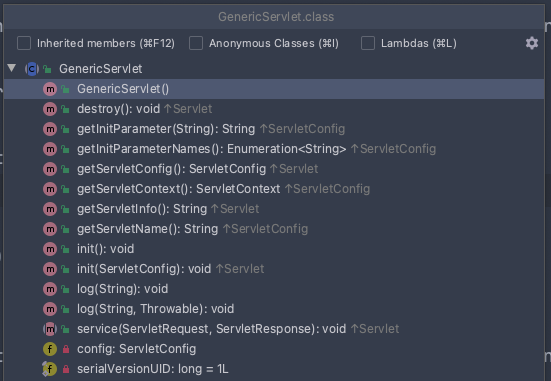 GenericServlet.class
Inherited members (⌘F12) Anonymous Classes (⌘I) Lambdas (⌘L)
GenericServlet
GenericServlet()
destroy(): void ↑Servlet
getInitParameter(String): String ↑ServletConfig
getInitParameterNames(): Enumeration<String> ↑ServletConfig
getServletConfig(): ServletConfig ↑Servlet
getServletContext(): ServletContext ↑ServletConfig
getServletInfo(): String ↑Servlet
getServletName(): String ↑ServletConfig
init(): void
init(ServletConfig): void ↑Servlet
log(String): void
log(String, Throwable): void
service(ServletRequest, ServletResponse): void ↑Servlet
config: ServletConfig
serialVersionUID: long = 1L